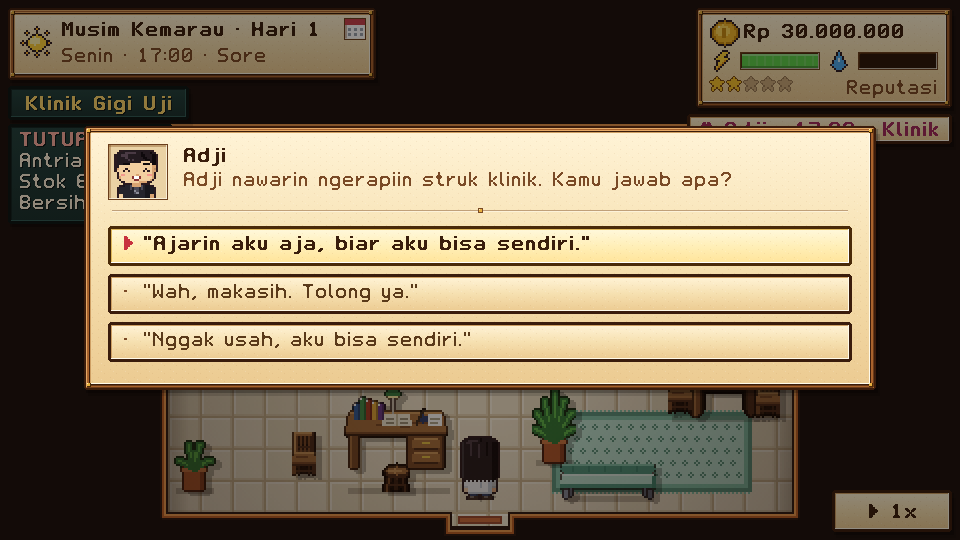 Musim Kemarau · Hari 1
Senin · 17:00 · Sore
Rp 30.000.000
Reputasi
Klinik Gigi Uji
Klinik
TUTUP
Antria
Stok
Bersih
Adji
Adji nawarin ngerapiin struk klinik. Kamu jawab apa?
"Ajarin aku aja, biar aku bisa sendiri."
"Wah, makasih. Tolong ya."
"Nggak usah, aku bisa sendiri."
1x